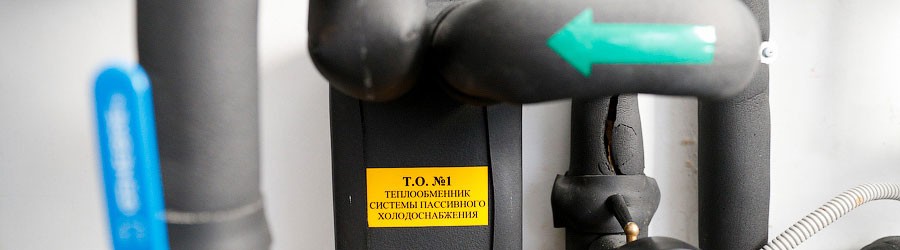 Т.О. №1
ТЕПЛООБМЕННИК
СИСТЕМЫ ПАССИВНОГО
ХОЛОДОСНАБЖЕНИЯ